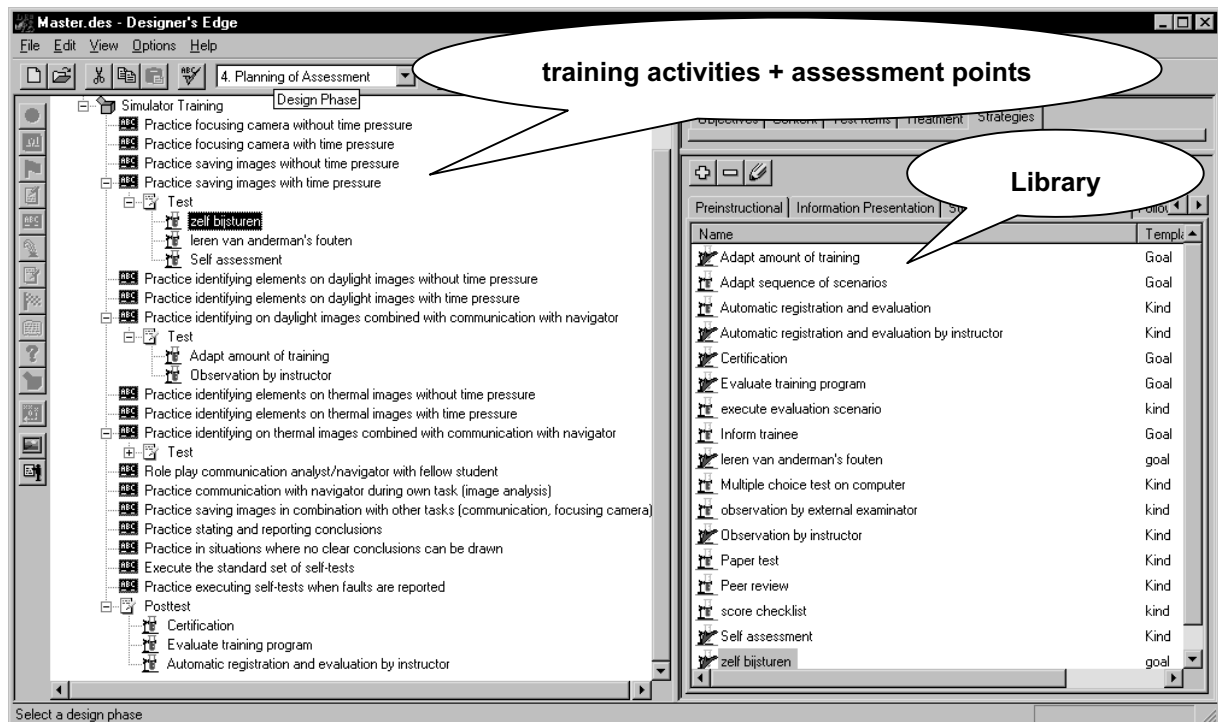 Master.des - Designer's Edge
File Edit View Options Help
4. Planning of Assessment
Design Phase
training activities + assessment points
Simulator Training
Practice focusing camera without time pressure
Practice focusing camera with time pressure
Practice saving images without time pressure
Practice saving images with time pressure
Test
zelf bijsturen
leren van anderman's fouten
Self assessment
Practice identifying elements on daylight images without time pressure
Practice identifying elements on daylight images with time pressure
Practice identifying on daylight images combined with communication with navigator
Test
Adapt amount of training
Observation by instructor
Practice identifying elements on thermal images without time pressure
Practice identifying elements on thermal images with time pressure
Practice identifying on thermal images combined with communication with navigator
Test
Role play communication analyst/navigator with fellow student
Practice communication with navigator during own task (image analysis)
Practice saving images in combination with other tasks (communication, focusing camera)
Practice stating and reporting conclusions
Practice in situations where no clear conclusions can be drawn
Execute the standard set of self-tests
Practice executing self-tests when faults are reported
Posttest
Certification
Evaluate training program
Automatic registration and evaluation by instructor
Objectives Content Test Items Treatment Strategies
Library
Preinstructional Information Presentation
Name Templa
Adapt amount of training Goal
Adapt sequence of scenarios Goal
Automatic registration and evaluation Kind
Automatic registration and evaluation by instructor Kind
Certification Goal
Evaluate training program Goal
execute evaluation scenario kind
Inform trainee Goal
leren van anderman's fouten goal
Multiple choice test on computer Kind
observation by external examinator kind
Observation by instructor Kind
Paper test Kind
Peer review Kind
score checklist kind
Self assessment Kind
zelf bijsturen goal
Select a design phase